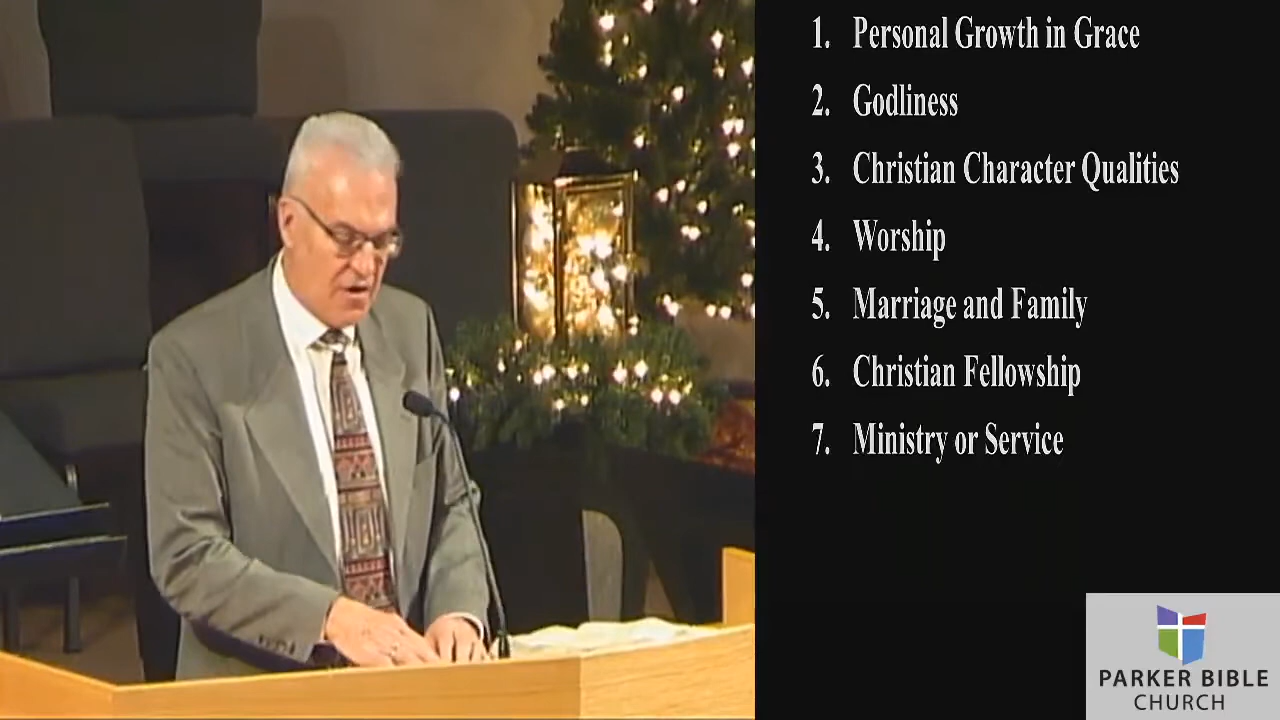 1. Personal Growth in Grace
2. Godliness
3. Christian Character Qualities
4. Worship
5. Marriage and Family
6. Christian Fellowship
7. Ministry or Service
PARKER BIBLE
CHURCH